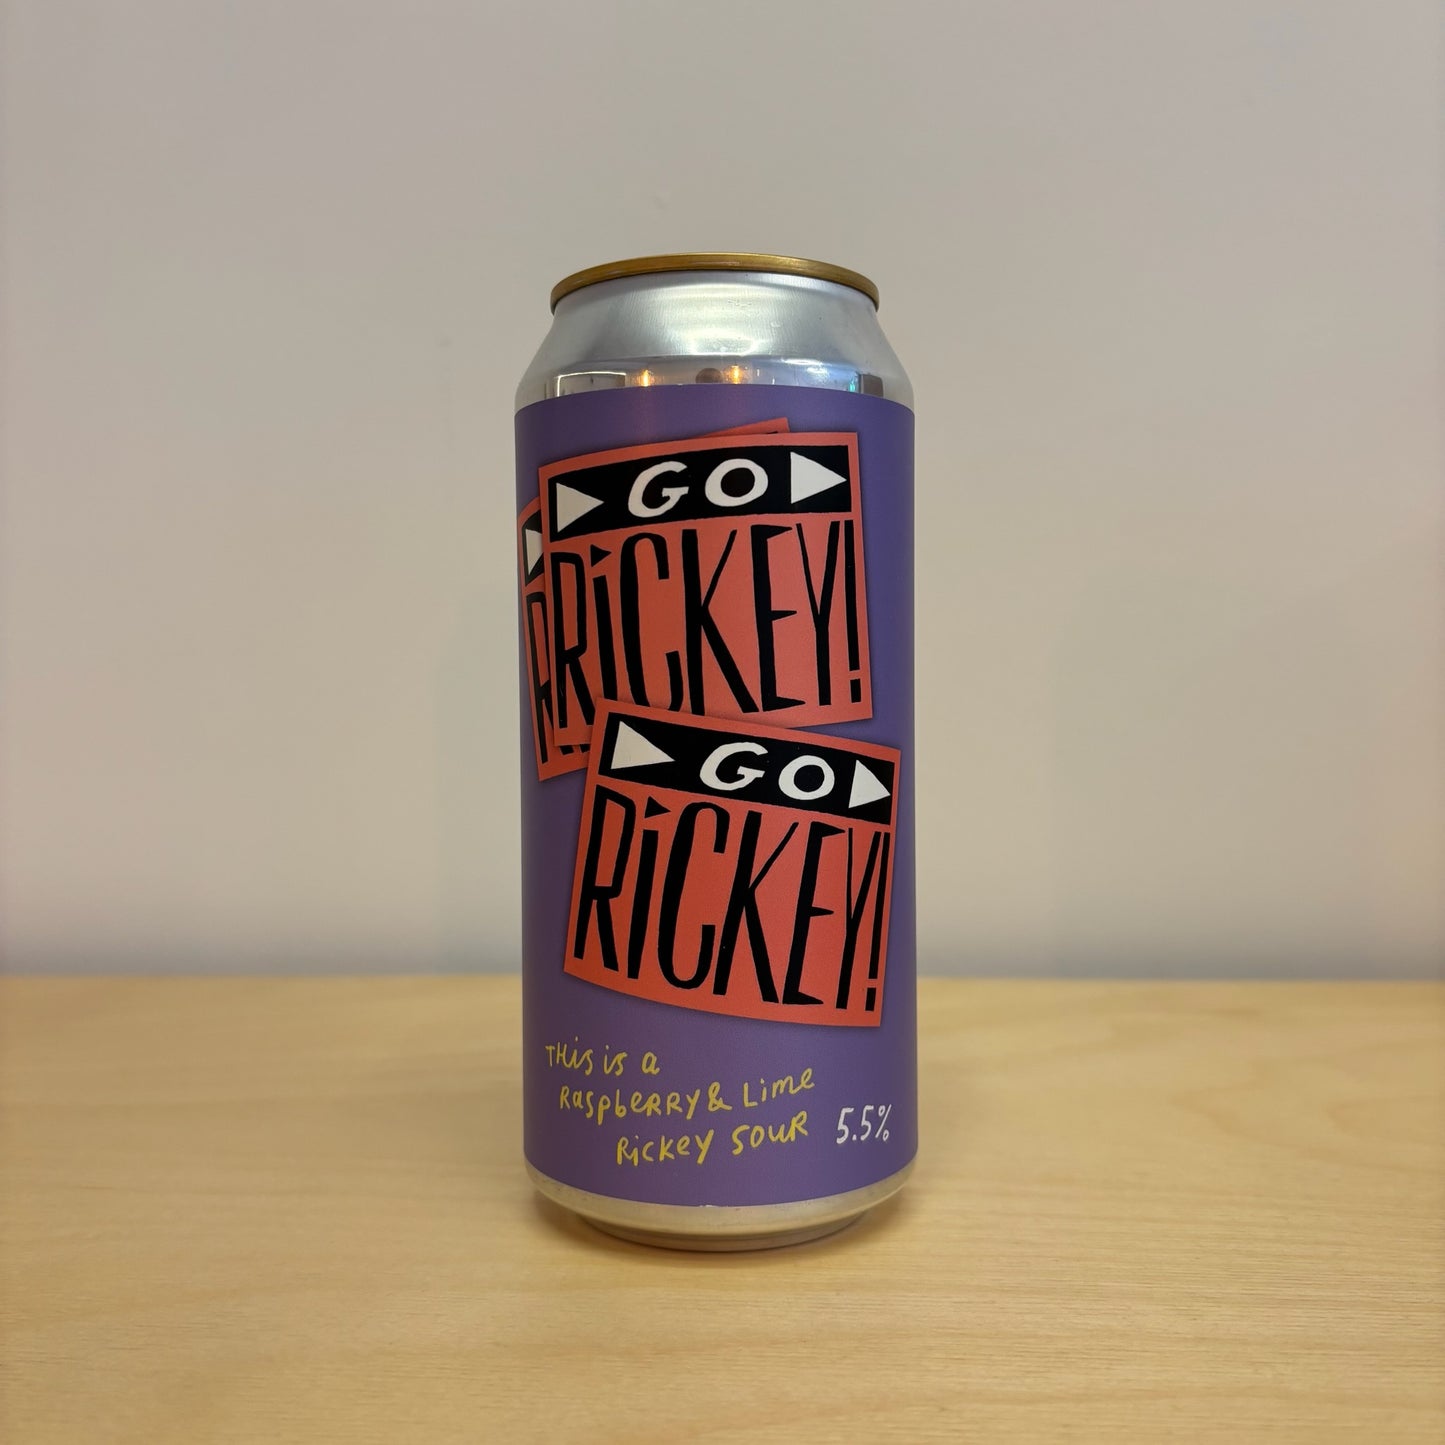 GO
RiCKEY!
GO
RiCKEY!
THis is a
RaspbeRRY & Lime
RickeY SOUR 5.5%